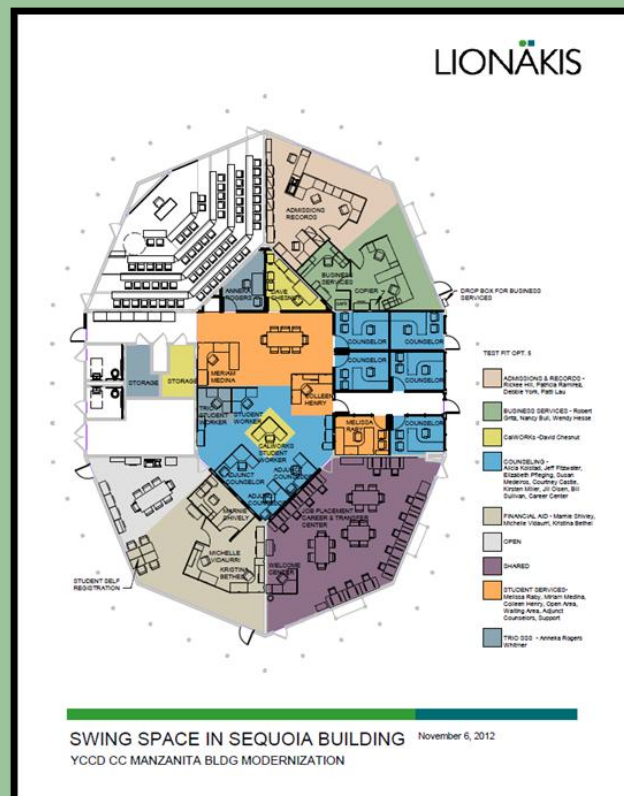 LIONÄKIS
ADMISSIONS
RECORDS
BUSINESS
SERVICES
COPIER
SAFE
DROP BOX FOR BUSINESS
SERVICES
ANNEKA
ROGERS
DAVE
CHESNUT
COUNSELOR
COUNSELOR
COUNSELOR
COUNSELOR
COUNSELOR
MERIAM
MEDINA
STORAGE
STORAGE
COLLEEN
HENRY
TRIO
STUDENT
WORKER
STUDENT
WORKER
MELISSA
RABY
CALWORKS
STUDENT
WORKER
ADJUNCT
COUNSELOR
ADJUNCT
COUNSELOR
ADJUNCT
MARNIE
SHIVELY
JOB PLACEMENT
CAREER & TRANSFER
CENTER
MICHELLE
VIDAURRI
KRISTINA
BETHEL
WELCOME
CENTER
STUDENT SELF
REGISTRATION
TEST FIT OPT. 5
ADMISSIONS & RECORDS -
Rickee Hill, Patricia Ramirez,
Debbie York, Patti Lau
BUSINESS SERVICES - Robert
Gritz, Nancy Bull, Wendy Hesse
CalWORKs -David Chesnut
COUNSELING -
Alicia Kolstad, Jeff Fitzwater,
Elizabeth Pfleging, Susan
Medeiros, Courtney Castle,
Kirsten Miller, Jill Olsen, Bill
Sullivan, Career Center
FINANCIAL AID - Marnie Shively,
Michelle Vidaurri, Kristina Bethel
OPEN
SHARED
STUDENT SERVICES-
Melissa Raby, Miriam Medina,
Colleen Henry, Open Area,
Waiting Area, Adjunct
Counselors, Support
TRIO SSS - Anneka Rogers
Whitmer
SWING SPACE IN SEQUOIA BUILDING November 6, 2012
YCCD CC MANZANITA BLDG MODERNIZATION